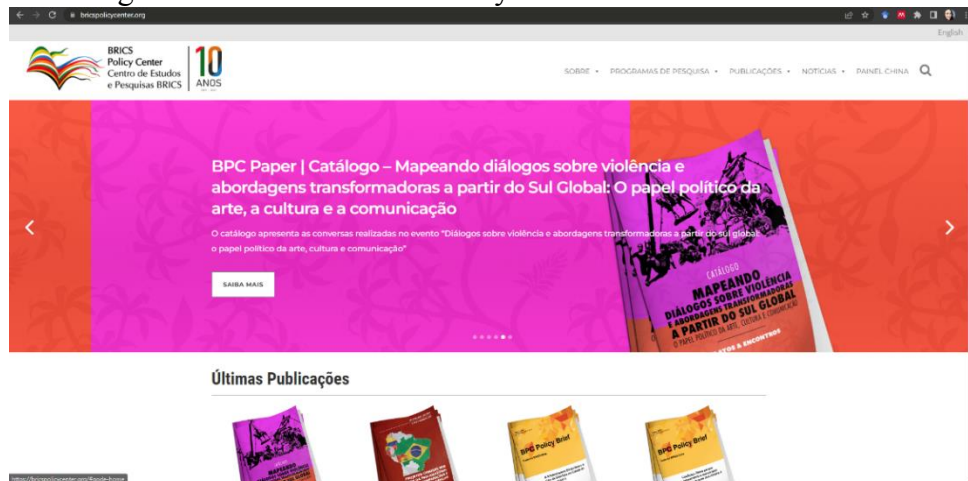 bricspolicycenter.org
English
BRICS
Policy Center
Centro de Estudos
e Pesquisas BRICS
10
ANOS
SOBRE
PROGRAMAS DE PESQUISA
PUBLICAÇÕES
NOTÍCIAS
PAINEL CHINA
BPC Paper | Catálogo – Mapeando diálogos sobre violência e
abordagens transformadoras a partir do Sul Global: O papel político da
arte, a cultura e a comunicação
O catálogo apresenta as conversas realizadas no evento "Diálogos sobre violência e abordagens transformadoras a partir do sul global:
o papel político da arte, cultura e comunicação"
SAIBA MAIS
CATÁLOGO
MAPEANDO
DIÁLOGOS SOBRE VIOLÊNCIA
E ABORDAGENS TRANSFORMADORAS
A PARTIR DO SUL GLOBAL
O PAPEL POLÍTICO DA ARTE, CULTURA E COMUNICAÇÃO
& ENCONTROS
Últimas Publicações
MAPEANDO
BPC Policy Brief
BPC Policy Brief